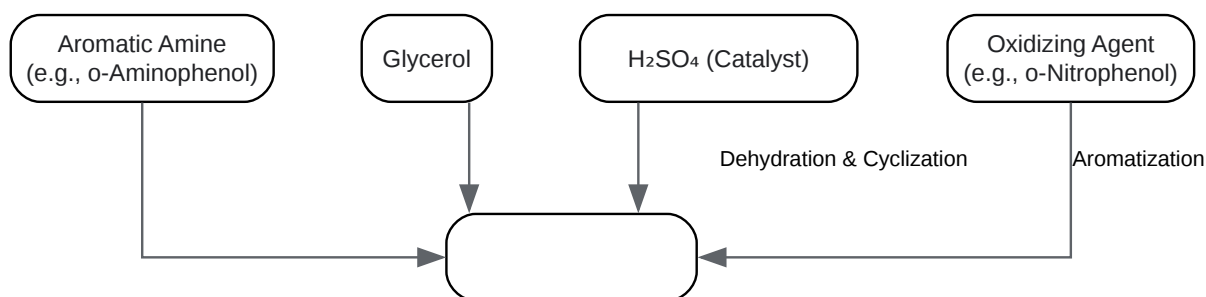 Aromatic Amine
(e.g., o-Aminophenol)
Glycerol
H₂SO₄ (Catalyst)
Oxidizing Agent
(e.g., o-Nitrophenol)
Dehydration & Cyclization
Aromatization